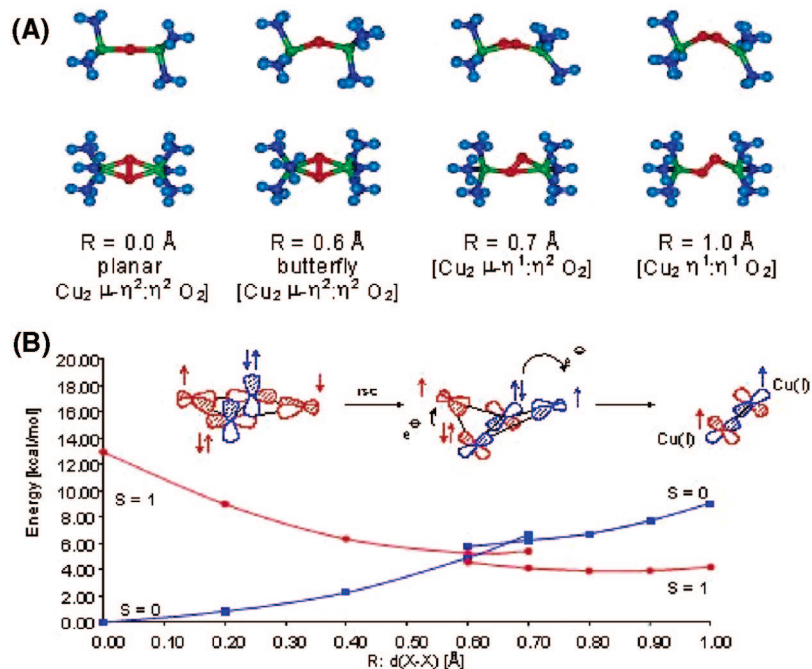 (A)
R = 0.0 Å
planar
Cu₂ μ-η²:η² O₂]
R = 0.6 Å
butterfly
[Cu₂ μ-η²:η² O₂]
R = 0.7 Å
[Cu₂ μ-η¹:η² O₂]
R = 1.0 Å
[Cu₂ η¹:η¹ O₂]
(B)
Energy [kcal/mol]
20.00
18.00
16.00
14.00
12.00
10.00
8.00
6.00
4.00
2.00
0.00
isc
e⊖
e⊖
Cu(I)
Cu(I)
S = 1
S = 0
S = 0
S = 1
0.00 0.10 0.20 0.30 0.40 0.50 0.60 0.70 0.80 0.90 1.00
R: d(X-X) [Å]